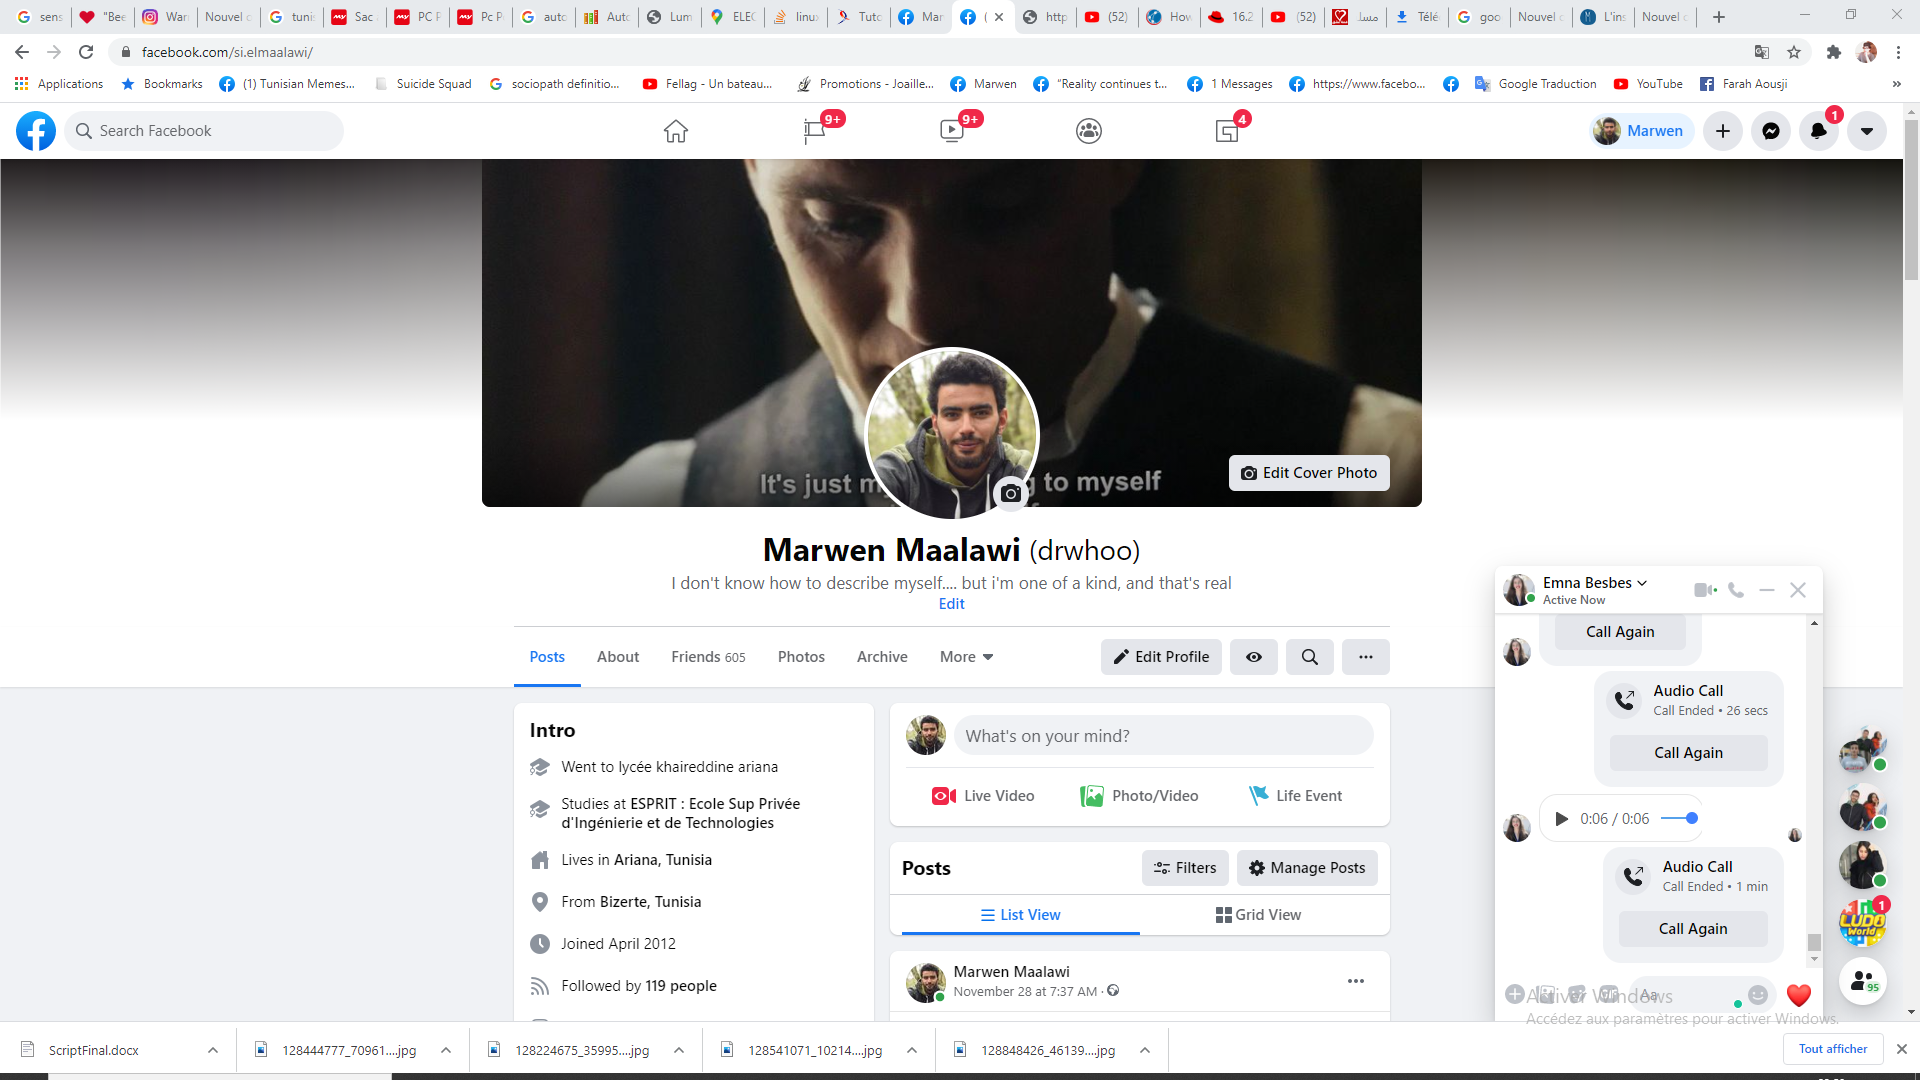 sens
"Bee
War
Nouvel
tunis
Sac
PC P
Pc P
auto
Auto
Lum
ELEC
linux
Tuto
Mar
(
http
(52)
How
16.2
(52)
Télé
goo
Nouvel
L'ins
Nouvel
facebook.com/si.elmaalawi/
Applications
Bookmarks
(1) Tunisian Memes...
Suicide Squad
sociopath definitio...
Fellag - Un bateau...
Promotions - Joaille...
Marwen
"Reality continues t...
1 Messages
https://www.facebo...
Google Traduction
YouTube
Farah Aousji
»
Search Facebook
9+
9+
4
Marwen
1
It's just m
g to myself
Edit Cover Photo
Marwen Maalawi (drwhoo)
I don't know how to describe myself.... but i'm one of a kind, and that's real
Edit
Posts
About
Friends 605
Photos
Archive
More
Edit Profile
Intro
Went to lycée khaireddine ariana
Studies at ESPRIT : Ecole Sup Privée
d'Ingénierie et de Technologies
Lives in Ariana, Tunisia
From Bizerte, Tunisia
Joined April 2012
Followed by 119 people
What's on your mind?
Live Video
Photo/Video
Life Event
Posts
Filters
Manage Posts
List View
Grid View
Marwen Maalawi
November 28 at 7:37 AM ·
Emna Besbes
Active Now
Call Again
Audio Call
Call Ended • 26 secs
Call Again
0:06 / 0:06
Audio Call
Call Ended • 1 min
Call Again
Aa
LUDO
World
1
95
Activer Windows
Accédez aux paramètres pour activer Windows.
ScriptFinal.docx
128444777_70961....jpg
128224675_35995....jpg
128541071_10214....jpg
128848426_46139....jpg
Tout afficher